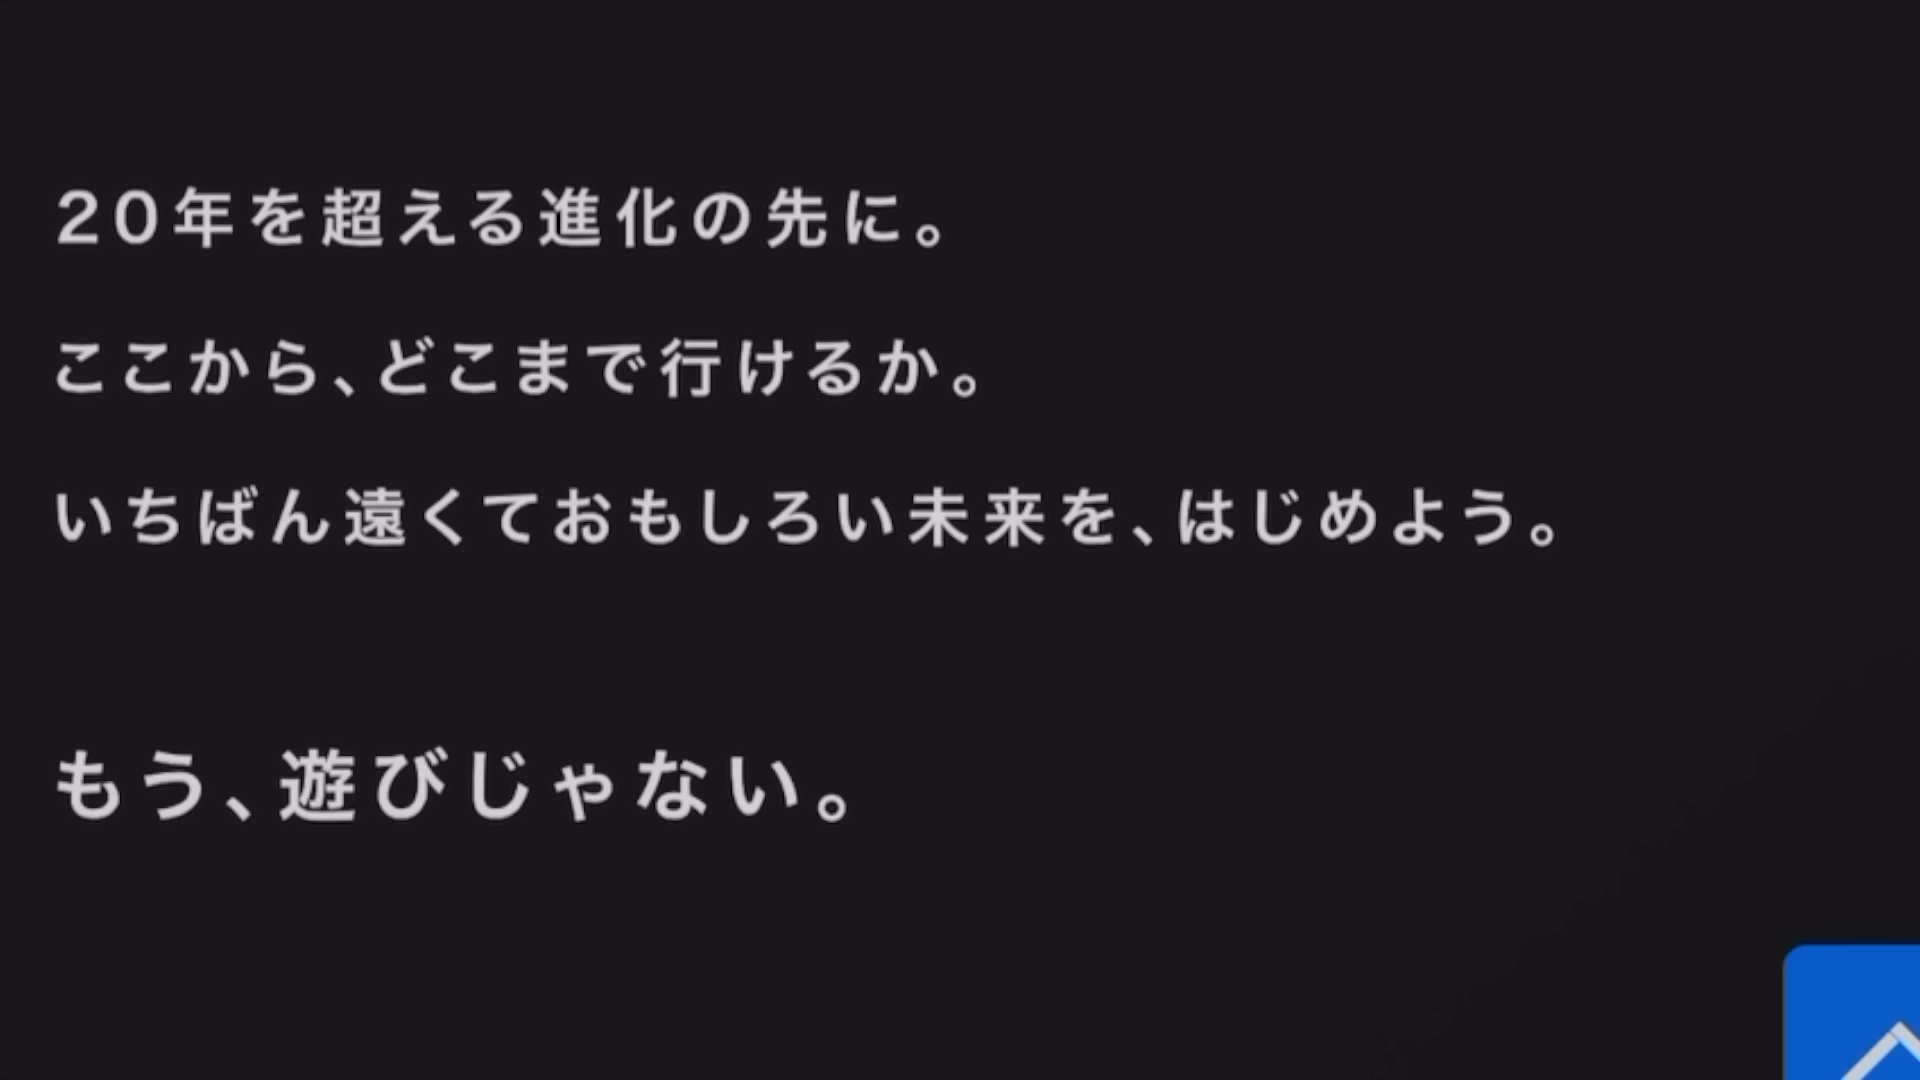 20年を超える進化の先に。
ここから、どこまで行けるか。
いちばん遠くておもしろい未来を、はじめよう。
もう、遊びじゃない。